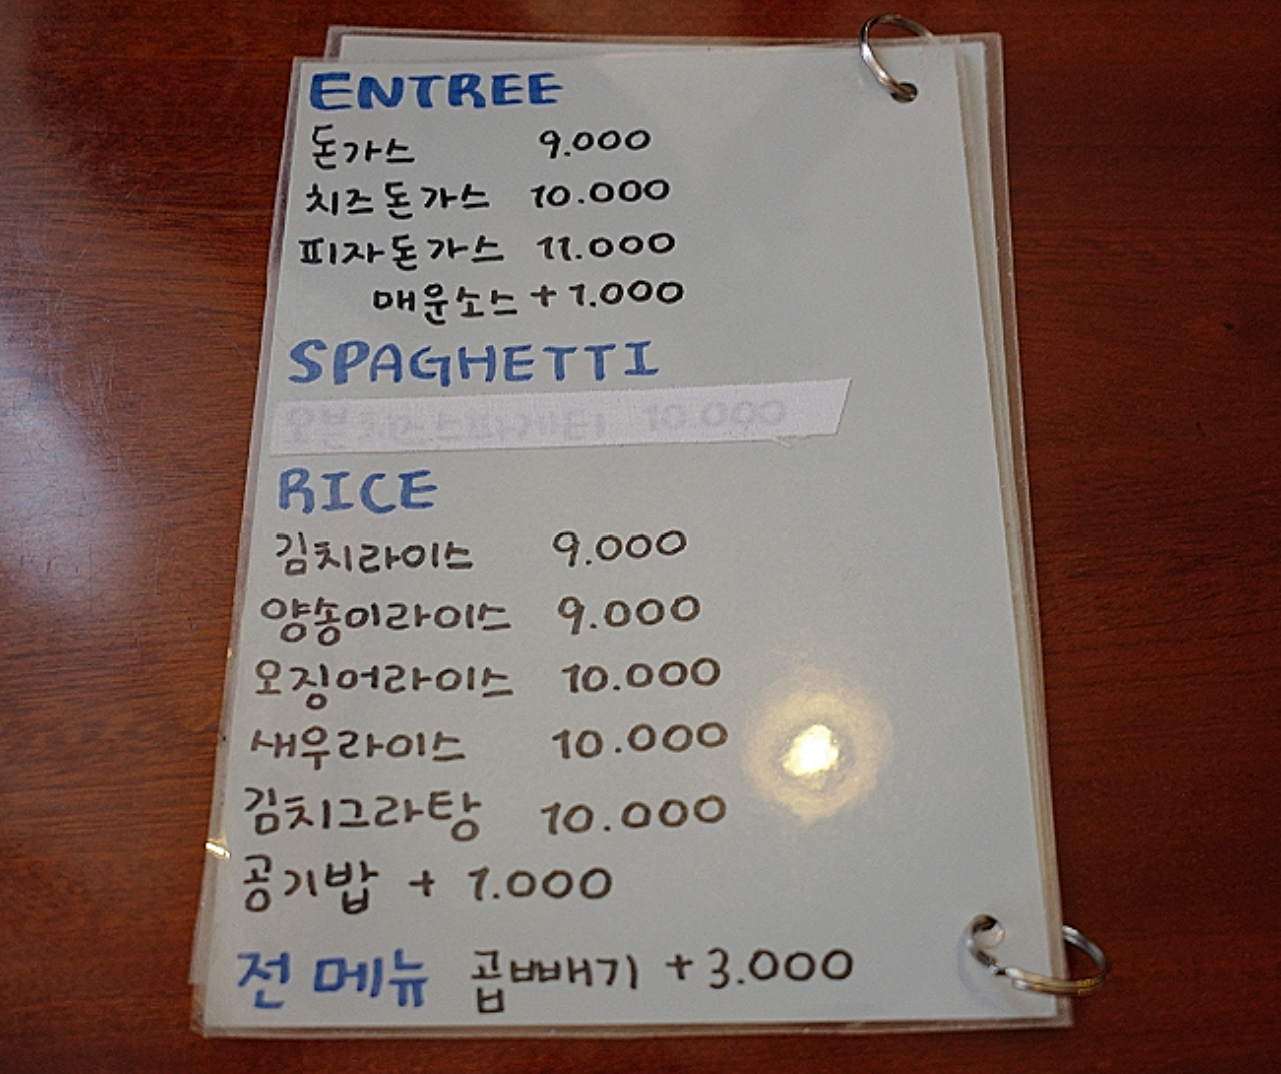 ENTREE
돈가스 9.000
치즈돈가스 10.000
피자돈가스 11.000
매운소스 + 1.000
SPAGHETTI
10.000
RICE
김치라이스 9.000
양송이라이스 9.000
오징어라이스 10.000
새우라이스 10.000
김치그라탕 10.000
공기밥 + 1.000
전 메뉴 곱빼기 + 3.000